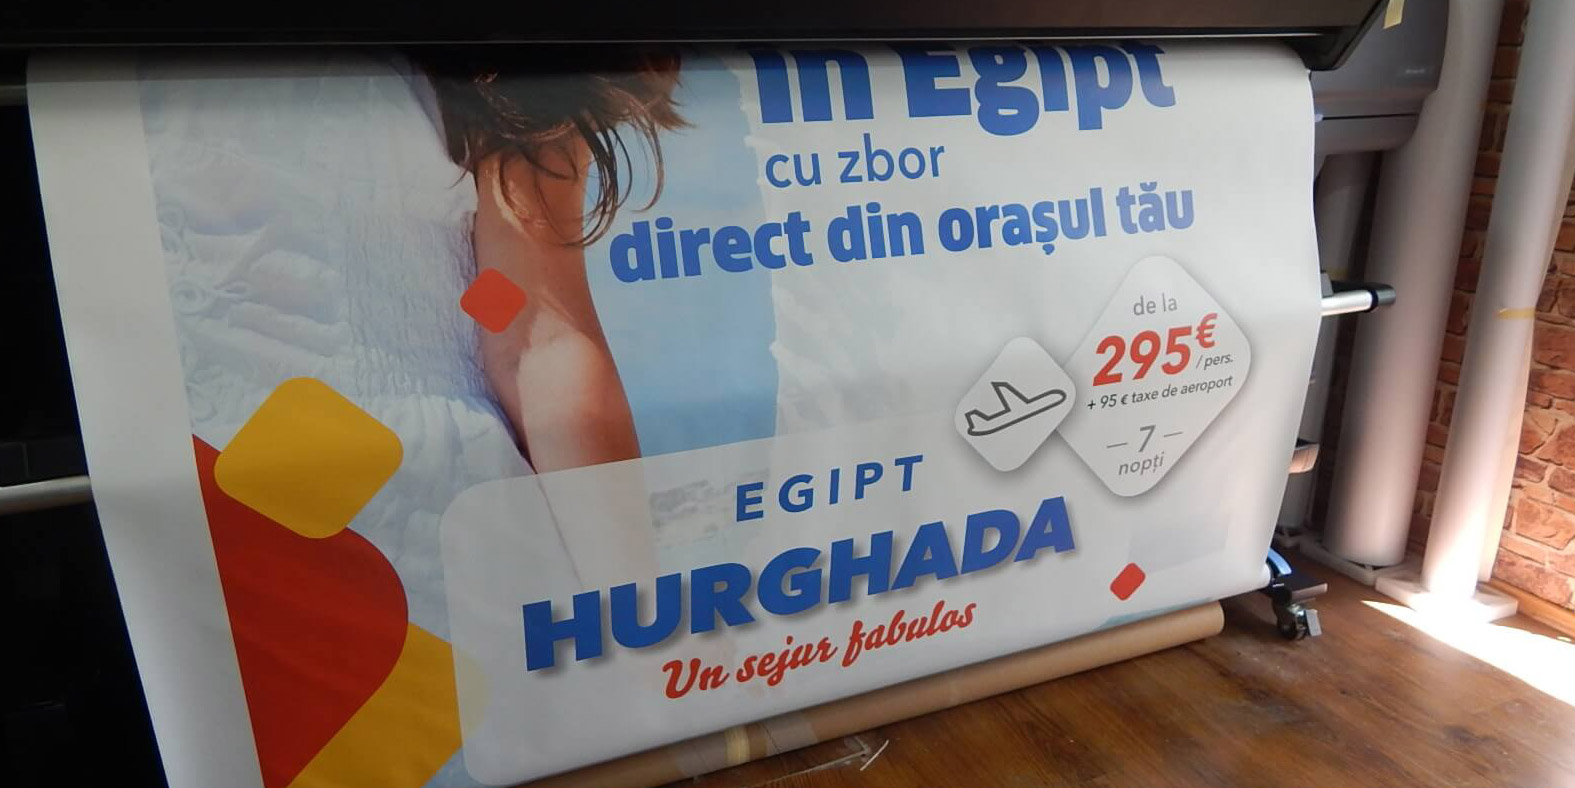 în Egipt
cu zbor
direct din orașul tău
de la
295€
/ pers.
+ 95 € taxe de aeroport
— 7 —
nopți
EGIPT
HURGHADA
Un sejur fabulos